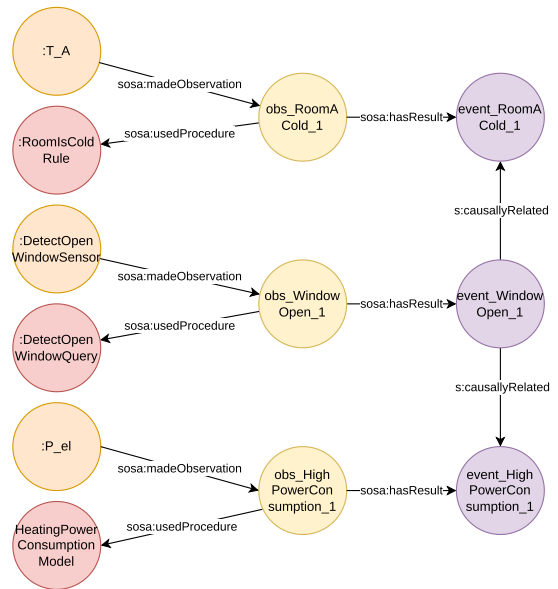 :T_A
sosa:madeObservation
obs_RoomA
Cold_1
sosa:hasResult
event_RoomA
Cold_1
:RoomIsCold
Rule
sosa:usedProcedure
s:causallyRelated
:DetectOpen
WindowSensor
sosa:madeObservation
obs_Window
Open_1
sosa:hasResult
event_Window
Open_1
:DetectOpen
WindowQuery
sosa:usedProcedure
s:causallyRelated
:P_el
sosa:madeObservation
obs_High
PowerCon
sumption_1
sosa:hasResult
event_High
PowerCon
sumption_1
HeatingPower
Consumption
Model
sosa:usedProcedure